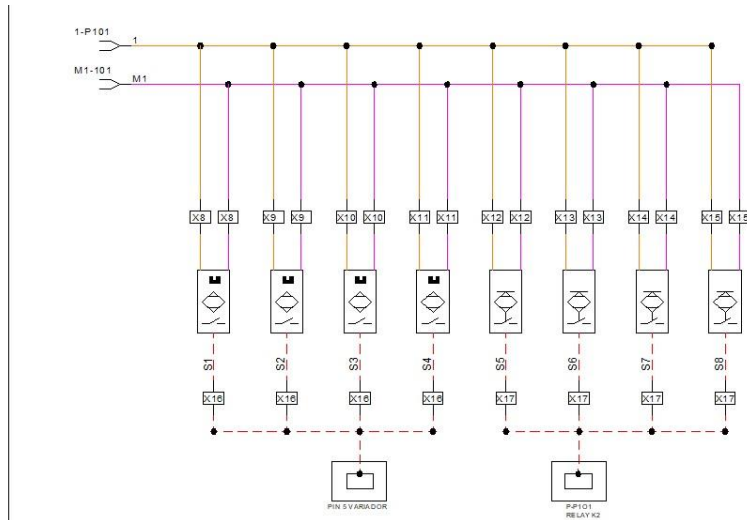 1-P101
1
M1-101
M1
X8 X8 X9 X9 X10 X10 X11 X11 X12 X12 X13 X13 X14 X14 X15 X15
S1 S2 S3 S4 S5 S6 S7 S8
X16 X16 X16 X16 X17 X17 X17 X17
PIN 5 VARIADOR
P-P101
RELAY K2